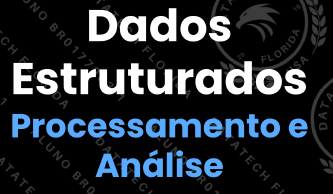 Dados
Estruturados
Processamento e
Análise